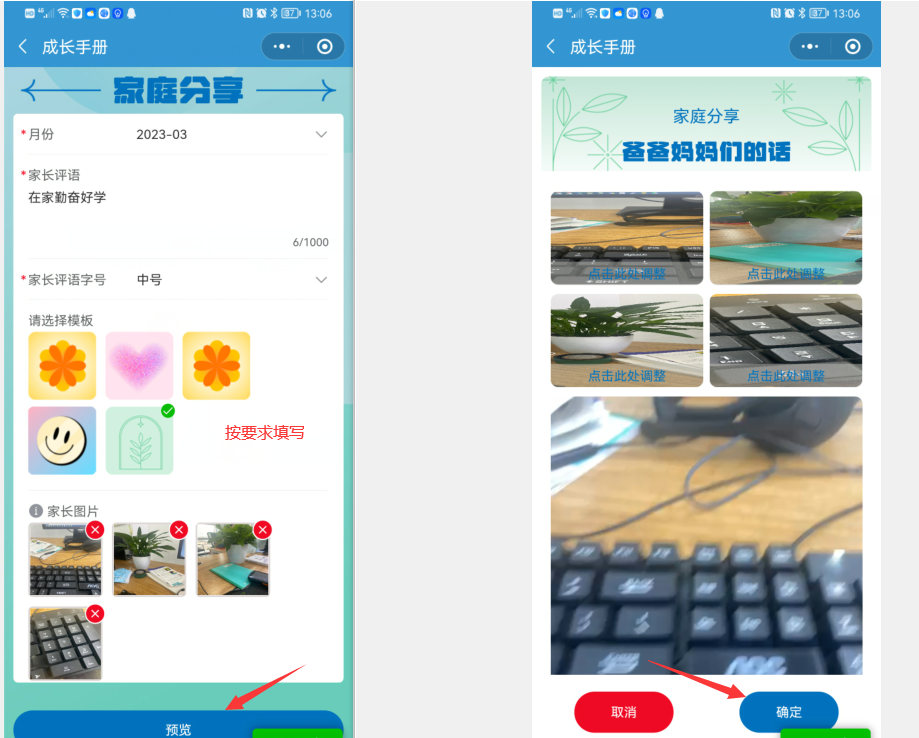 13:06
成长手册
家庭分享
*月份 2023-03
*家长评语
在家勤奋好学
6/1000
*家长评语字号 中号
请选择模板
按要求填写
家长图片
预览
13:06
成长手册
家庭分享
爸爸妈妈们的话
点击此处调整 点击此处调整
点击此处调整 点击此处调整
取消 确定